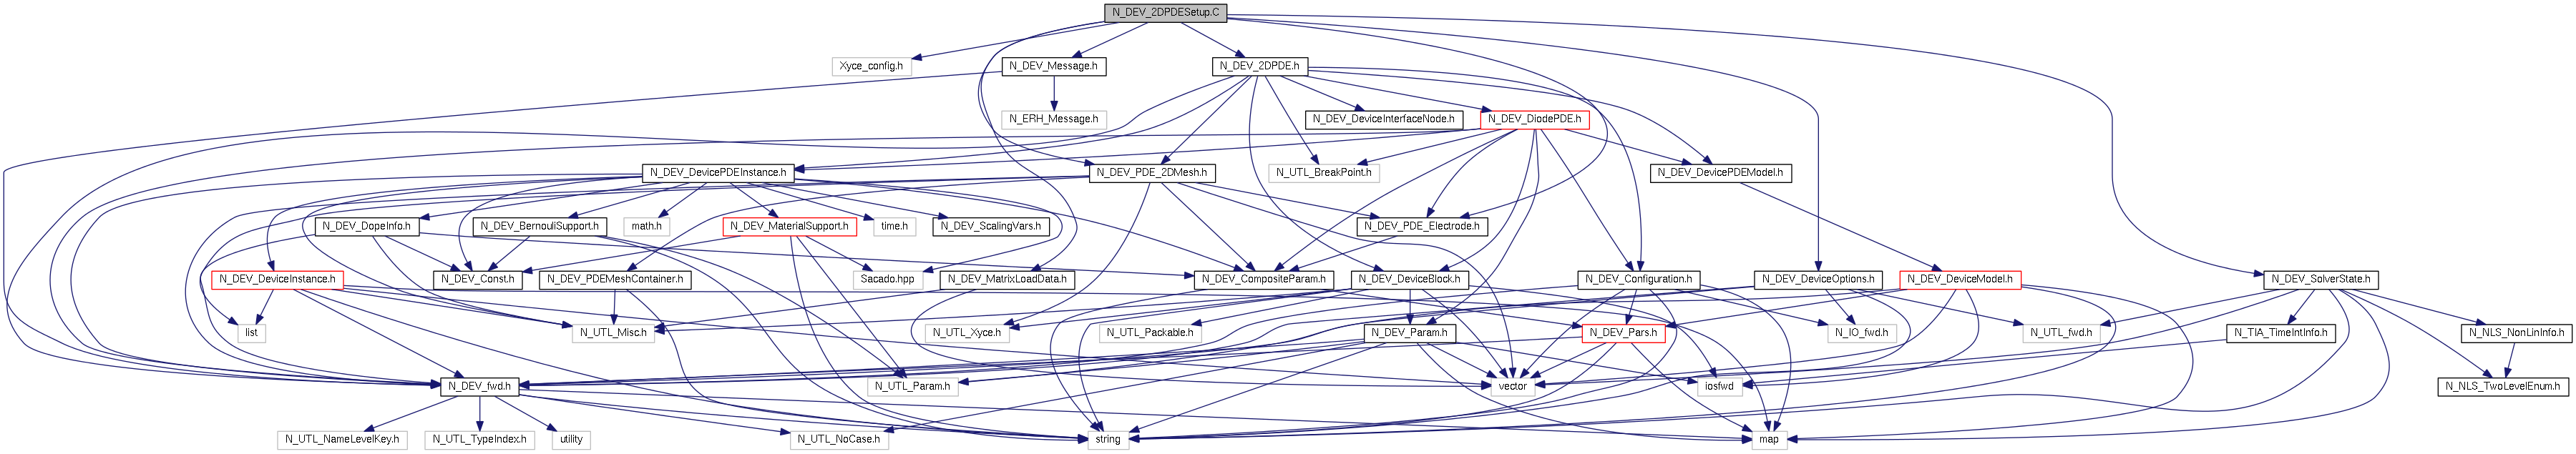 N_DEV_2DPDESetup.C
Xyce_config.h
N_DEV_Message.h
N_DEV_2DPDE.h
N_ERH_Message.h
N_DEV_DeviceInterfaceNode.h
N_DEV_DiodePDE.h
N_DEV_DevicePDEInstance.h
N_DEV_PDE_2DMesh.h
N_UTL_BreakPoint.h
N_DEV_DevicePDEModel.h
N_DEV_DopeInfo.h
N_DEV_BernouliSupport.h
math.h
N_DEV_MaterialSupport.h
time.h
N_DEV_ScalingVars.h
N_DEV_PDE_Electrode.h
N_DEV_DeviceInstance.h
N_DEV_Const.h
N_DEV_PDEMeshContainer.h
Sacado.hpp
N_DEV_MatrixLoadData.h
N_DEV_CompositeParam.h
N_DEV_DeviceBlock.h
N_DEV_Configuration.h
N_DEV_DeviceOptions.h
N_DEV_DeviceModel.h
N_DEV_SolverState.h
list
N_UTL_Misc.h
N_UTL_Xyce.h
N_UTL_Packable.h
N_DEV_Param.h
N_DEV_Pars.h
N_IO_fwd.h
N_UTL_fwd.h
N_TIA_TimeIntInfo.h
N_NLS_NonLinInfo.h
N_DEV_fwd.h
N_UTL_Param.h
vector
iosfwd
N_NLS_TwoLevelEnum.h
N_UTL_NameLevelKey.h
N_UTL_TypeIndex.h
utility
N_UTL_NoCase.h
string
map